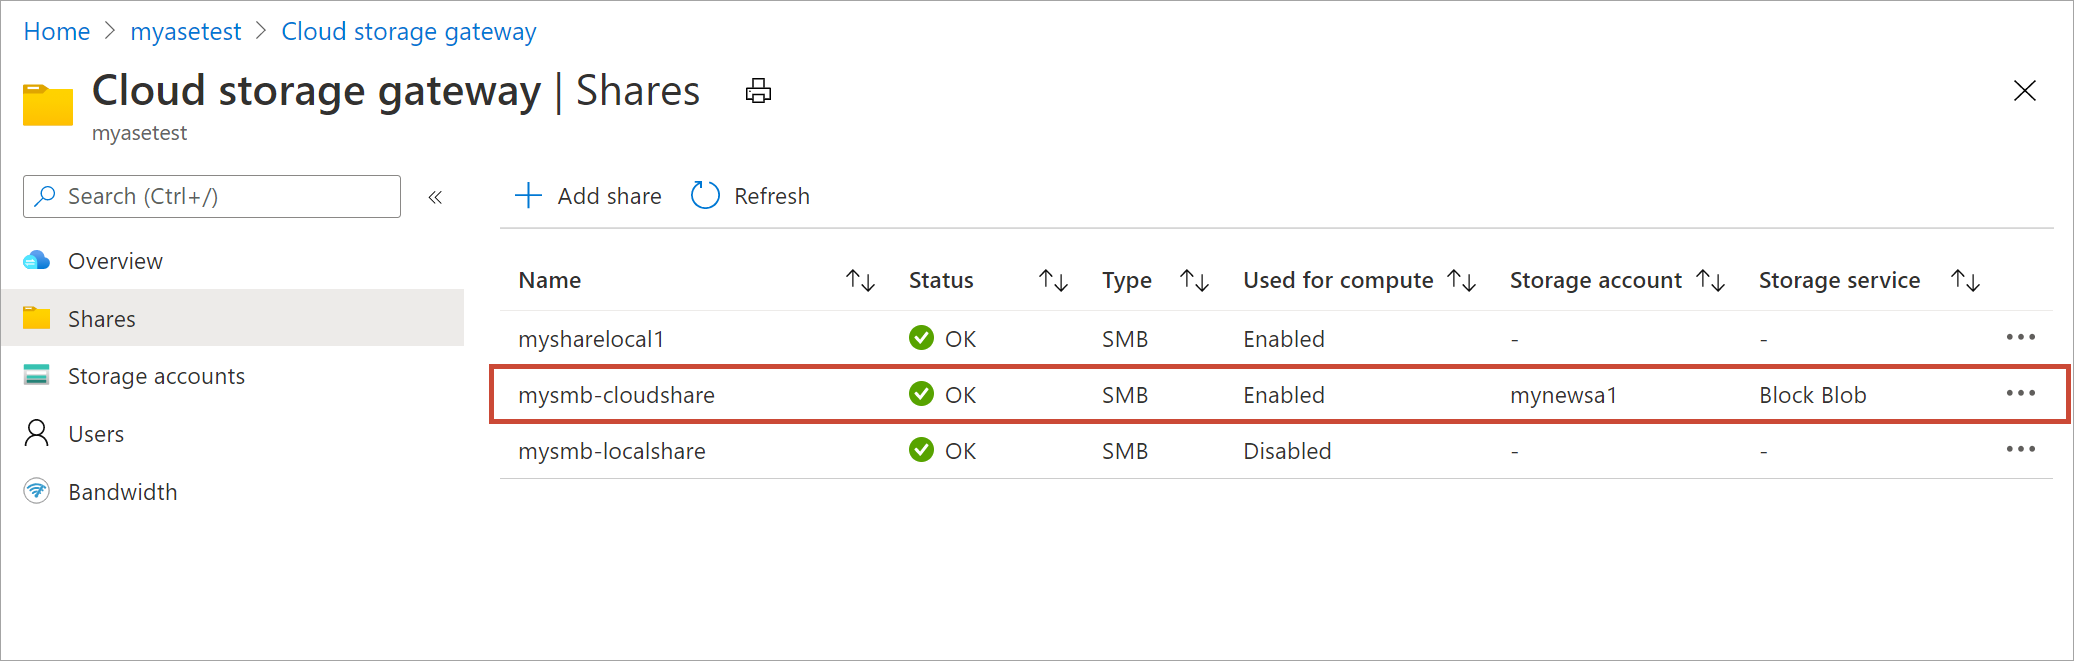 Home > myasetest > Cloud storage gateway
Cloud storage gateway | Shares
myasetest
Search (Ctrl+/)
«
Add share
Refresh
Overview
Shares
Storage accounts
Users
Bandwidth
Name Status Type Used for compute Storage account Storage service
mysharelocal1 OK SMB Enabled - -
mysmb-cloudshare OK SMB Enabled mynewsa1 Block Blob
mysmb-localshare OK SMB Disabled - -